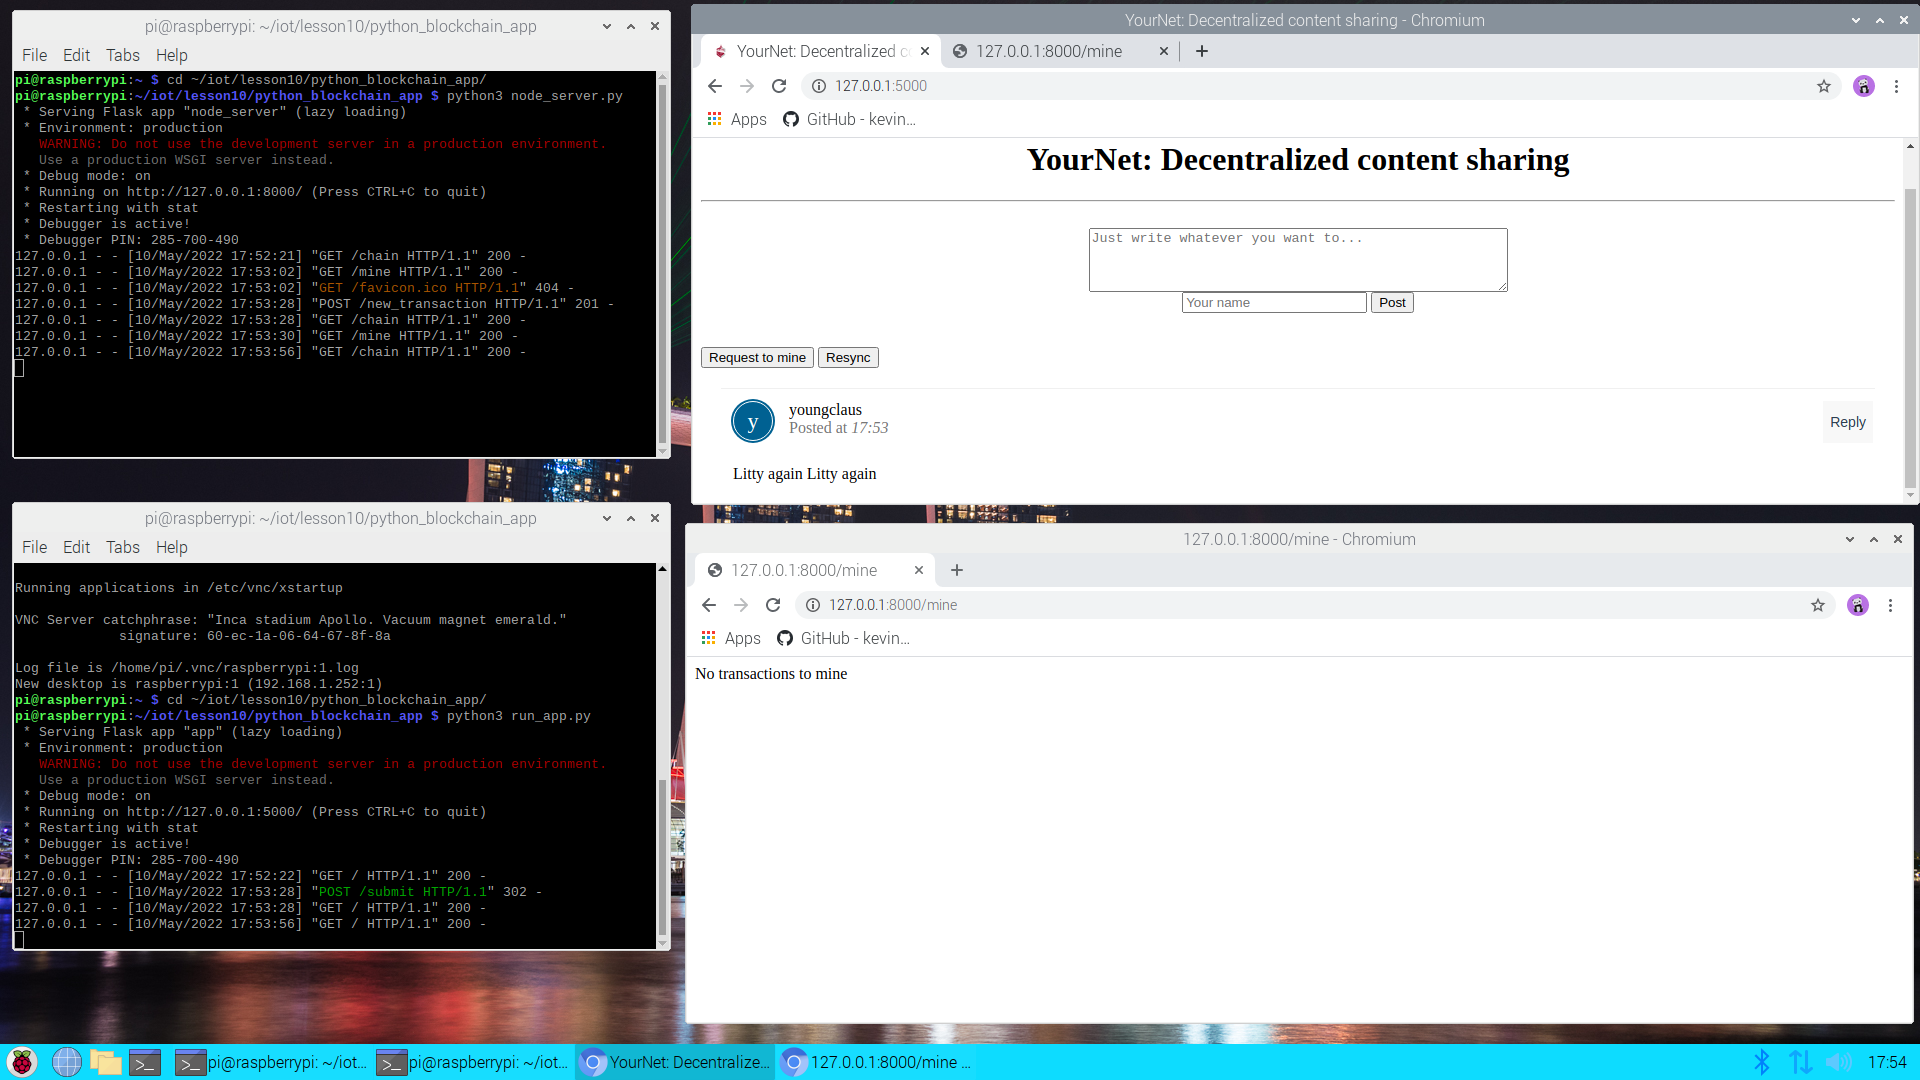 pi@raspberrypi: ~/iot/lesson10/python_blockchain_app
File Edit Tabs Help
pi@raspberrypi:~ $ cd ~/iot/lesson10/python_blockchain_app/
pi@raspberrypi:~/iot/lesson10/python_blockchain_app $ python3 node_server.py
 * Serving Flask app "node_server" (lazy loading)
 * Environment: production
   WARNING: Do not use the development server in a production environment.
   Use a production WSGI server instead.
 * Debug mode: on
 * Running on http://127.0.0.1:8000/ (Press CTRL+C to quit)
 * Restarting with stat
 * Debugger is active!
 * Debugger PIN: 285-700-490
127.0.0.1 - - [10/May/2022 17:52:21] "GET /chain HTTP/1.1" 200 -
127.0.0.1 - - [10/May/2022 17:53:02] "GET /mine HTTP/1.1" 200 -
127.0.0.1 - - [10/May/2022 17:53:02] "GET /favicon.ico HTTP/1.1" 404 -
127.0.0.1 - - [10/May/2022 17:53:28] "POST /new_transaction HTTP/1.1" 201 -
127.0.0.1 - - [10/May/2022 17:53:28] "GET /chain HTTP/1.1" 200 -
127.0.0.1 - - [10/May/2022 17:53:30] "GET /mine HTTP/1.1" 200 -
127.0.0.1 - - [10/May/2022 17:53:56] "GET /chain HTTP/1.1" 200 -
YourNet: Decentralized content sharing - Chromium
YourNet: Decentralized c
127.0.0.1:8000/mine
127.0.0.1:5000
Apps GitHub - kevin...
YourNet: Decentralized content sharing
Just write whatever you want to...
Your name Post
Request to mine Resync
y
youngclaus
Posted at 17:53
Reply
Litty again Litty again
pi@raspberrypi: ~/iot/lesson10/python_blockchain_app
File Edit Tabs Help
Running applications in /etc/vnc/xstartup
VNC Server catchphrase: "Inca stadium Apollo. Vacuum magnet emerald."
             signature: 60-ec-1a-06-64-67-8f-8a
Log file is /home/pi/.vnc/raspberrypi:1.log
New desktop is raspberrypi:1 (192.168.1.252:1)
pi@raspberrypi:~ $ cd ~/iot/lesson10/python_blockchain_app/
pi@raspberrypi:~/iot/lesson10/python_blockchain_app $ python3 run_app.py
 * Serving Flask app "app" (lazy loading)
 * Environment: production
   WARNING: Do not use the development server in a production environment.
   Use a production WSGI server instead.
 * Debug mode: on
 * Running on http://127.0.0.1:5000/ (Press CTRL+C to quit)
 * Restarting with stat
 * Debugger is active!
 * Debugger PIN: 285-700-490
127.0.0.1 - - [10/May/2022 17:52:22] "GET / HTTP/1.1" 200 -
127.0.0.1 - - [10/May/2022 17:53:28] "POST /submit HTTP/1.1" 302 -
127.0.0.1 - - [10/May/2022 17:53:28] "GET / HTTP/1.1" 200 -
127.0.0.1 - - [10/May/2022 17:53:56] "GET / HTTP/1.1" 200 -
127.0.0.1:8000/mine - Chromium
127.0.0.1:8000/mine
127.0.0.1:8000/mine
Apps GitHub - kevin...
No transactions to mine
pi@raspberrypi: ~/iot... pi@raspberrypi: ~/iot... YourNet: Decentralize... 127.0.0.1:8000/mine ... 17:54